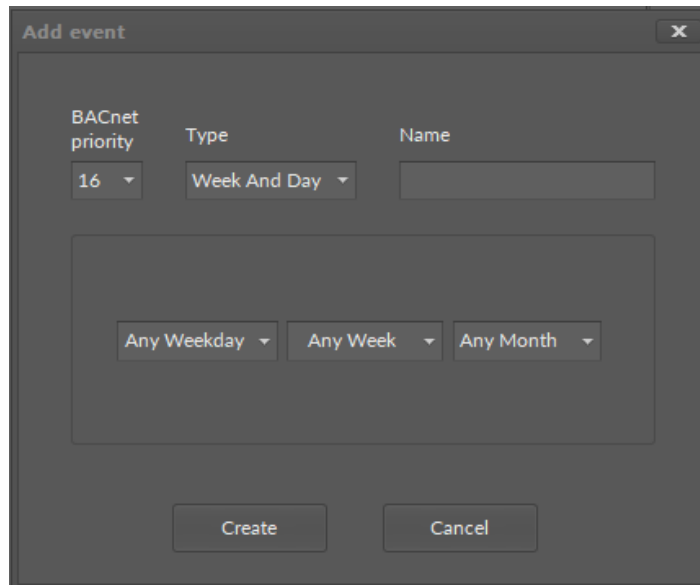 Add event
x
BACnet
priority
Type
Name
16
Week And Day
Any Weekday
Any Week
Any Month
Create
Cancel